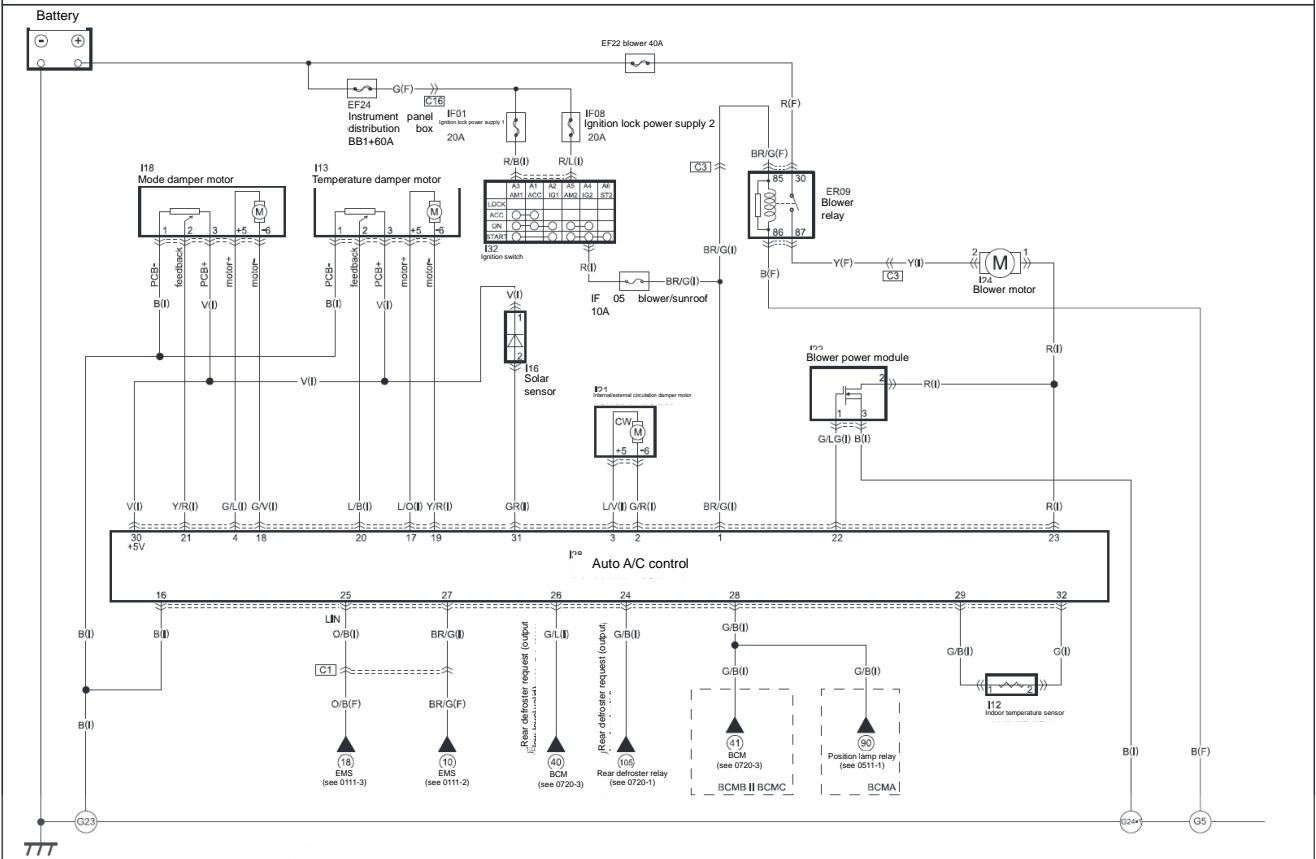 Battery
EF22 blower 40A
EF24
Instrument panel
distribution box
BB1+60A
G(F)
C16
IF01
Ignition lock power supply 1
20A
IF08
Ignition lock power supply 2
20A
R(F)
R/B(I)
R/L(I)
BR/G(F)
C3
85 30
ER09
Blower
relay
86 87
I18
Mode damper motor
M
1 2 3 +5 -6
PCB-
feedback
PCB+
motor+
motor-
B(I)
V(I)
I13
Temperature damper motor
M
1 2 3 +5 -6
PCB-
feedback
PCB+
motor+
motor-
B(I)
V(I)
A3 A1 A2 A5 A4 A6
AM1 ACC IG1 AM2 IG2 ST2
LOCK
ACC
ON
START
I32
Ignition switch
R(I)
IF 05 blower/sunroof
10A
BR/G(I)
BR/G(I)
B(F)
Y(F)
Y(I)
C3
2 M 1
I24
Blower motor
V(I)
1
2
I16
Solar
sensor
V(I)
Internal/external circulation damper motor
CW
M
+5 -6
Blower power module
2
1 3
R(I)
R(I)
G/LG(I) B(I)
V(I) Y/R(I) G/L(I) G/V(I) L/B(I) L/O(I) Y/R(I) GR(I) L/V(I) G/R(I) BR/G(I) R(I)
30 21 4 18 20 17 19 31 3 2 1 22 23
+5V
Auto A/C control
16 25 27 26 24 28 29 32
LIN
B(I)
B(I)
O/B(I)
BR/G(I)
Rear defroster request (output
G/L(I)
Rear defroster request (output
G/B(I)
G/B(I)
G/B(I)
G(I)
C1
G/B(I)
G/B(I)
1 2
I12
Indoor temperature sensor
O/B(F)
BR/G(F)
B(I)
B(I)
B(F)
18
EMS
(see 0111-3)
10
EMS
(see 0111-2)
40
BCM
(see 0720-3)
105
Rear defroster relay
(see 0720-1)
41
BCM
(see 0720-3)
BCMB II BCMC
90
Position lamp relay
(see 0511-1)
BCMA
G23
G5